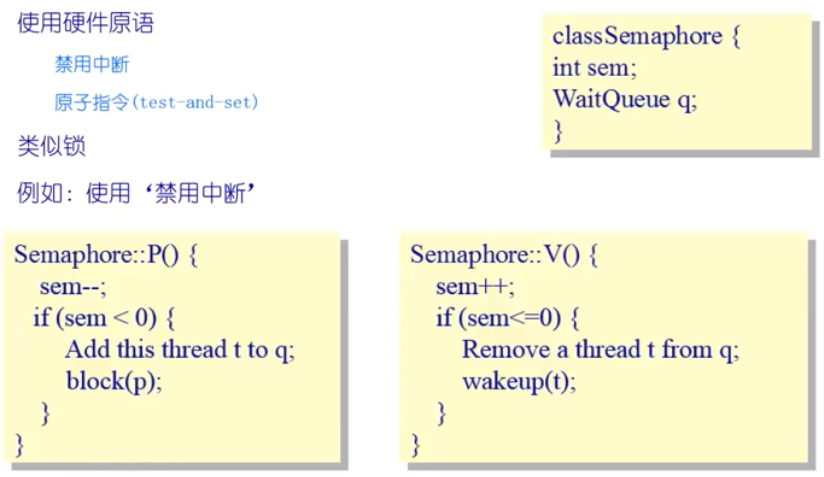 使用硬件原语
禁用中断
原子指令(test-and-set)
类似锁
例如: 使用‘禁用中断’
classSemaphore {
int sem;
WaitQueue q;
}
Semaphore::P() {
sem--;
if (sem < 0) {
Add this thread t to q;
block(p);
}
}
Semaphore::V() {
sem++;
if (sem<=0) {
Remove a thread t from q;
wakeup(t);
}
}